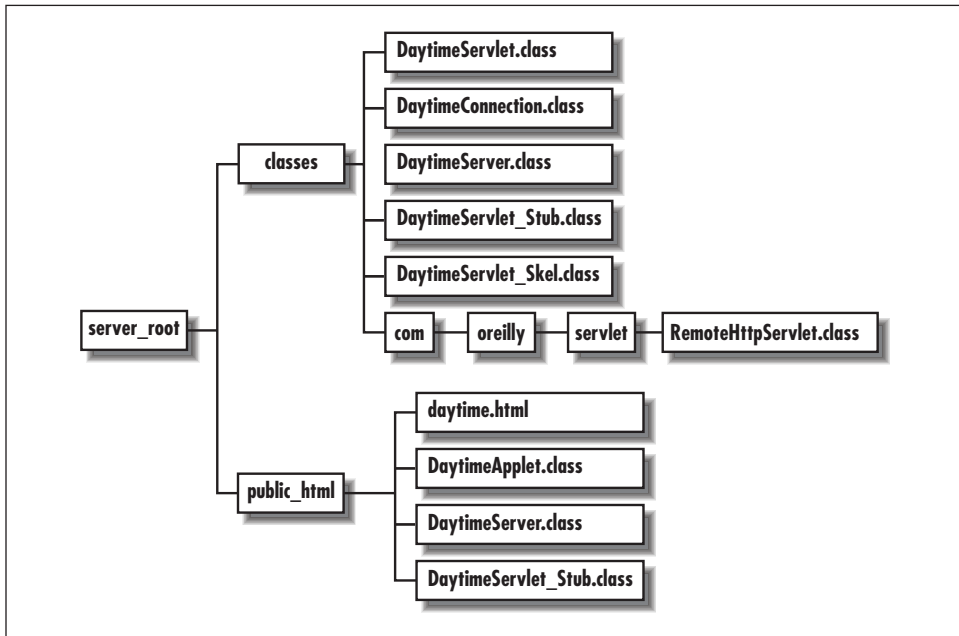 DaytimeServlet.class
DaytimeConnection.class
classes
DaytimeServer.class
DaytimeServlet_Stub.class
DaytimeServlet_Skel.class
server_root
com
oreilly
servlet
RemoteHttpServlet.class
daytime.html
DaytimeApplet.class
public_html
DaytimeServer.class
DaytimeServlet_Stub.class